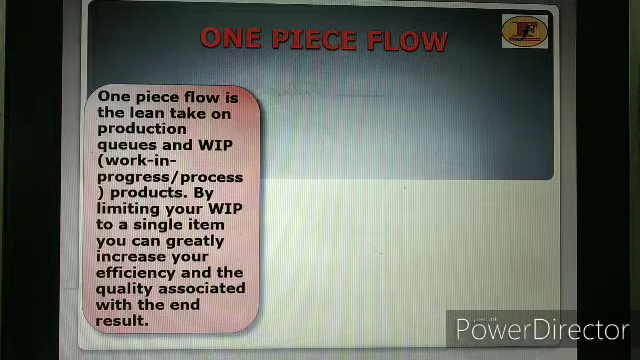 ONE PIECE FLOW
One piece flow is
the lean take on
production
queues and WIP
(work-in-
progress/process
) products. By
limiting your WIP
to a single item
you can greatly
increase your
efficiency and the
quality associated
with the end
result.
PowerDirector